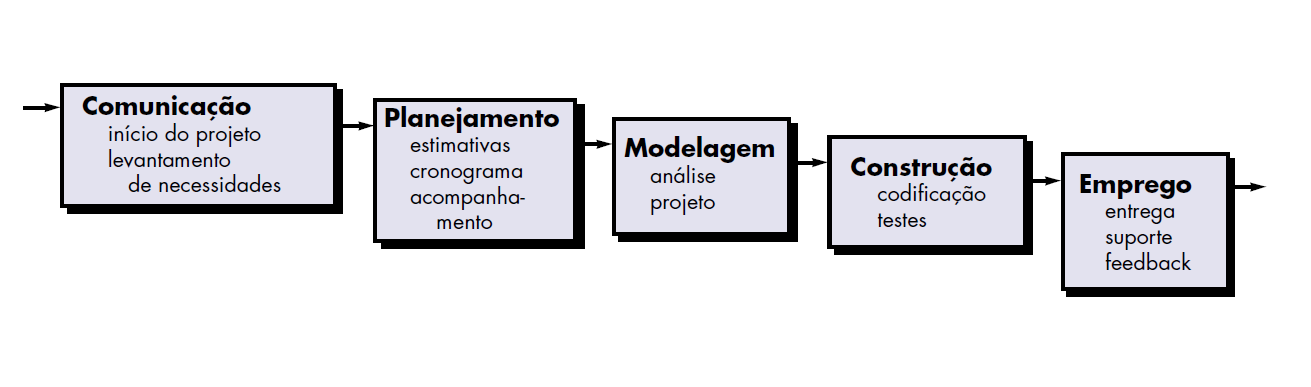 Comunicação
início do projeto
levantamento
de necessidades
Planejamento
estimativas
cronograma
acompanha-
mento
Modelagem
análise
projeto
Construção
codificação
testes
Emprego
entrega
suporte
feedback